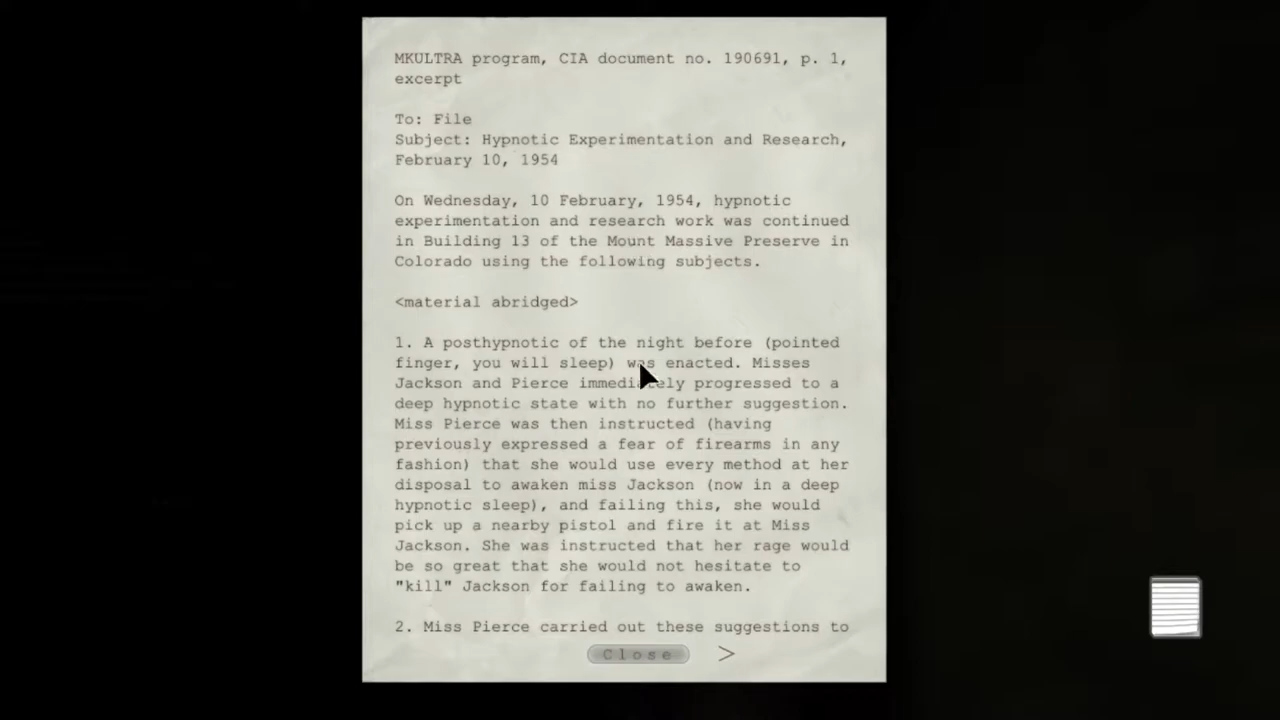 MKULTRA program, CIA document no. 190691, p. 1,
excerpt
To: File
Subject: Hypnotic Experimentation and Research,
February 10, 1954
On Wednesday, 10 February, 1954, hypnotic
experimentation and research work was continued
in Building 13 of the Mount Massive Preserve in
Colorado using the following subjects.
<material abridged>
1. A posthypnotic of the night before (pointed
finger, you will sleep) was enacted. Misses
Jackson and Pierce immediately progressed to a
deep hypnotic state with no further suggestion.
Miss Pierce was then instructed (having
previously expressed a fear of firearms in any
fashion) that she would use every method at her
disposal to awaken miss Jackson (now in a deep
hypnotic sleep), and failing this, she would
pick up a nearby pistol and fire it at Miss
Jackson. She was instructed that her rage would
be so great that she would not hesitate to
"kill" Jackson for failing to awaken.
2. Miss Pierce carried out these suggestions to
Close >